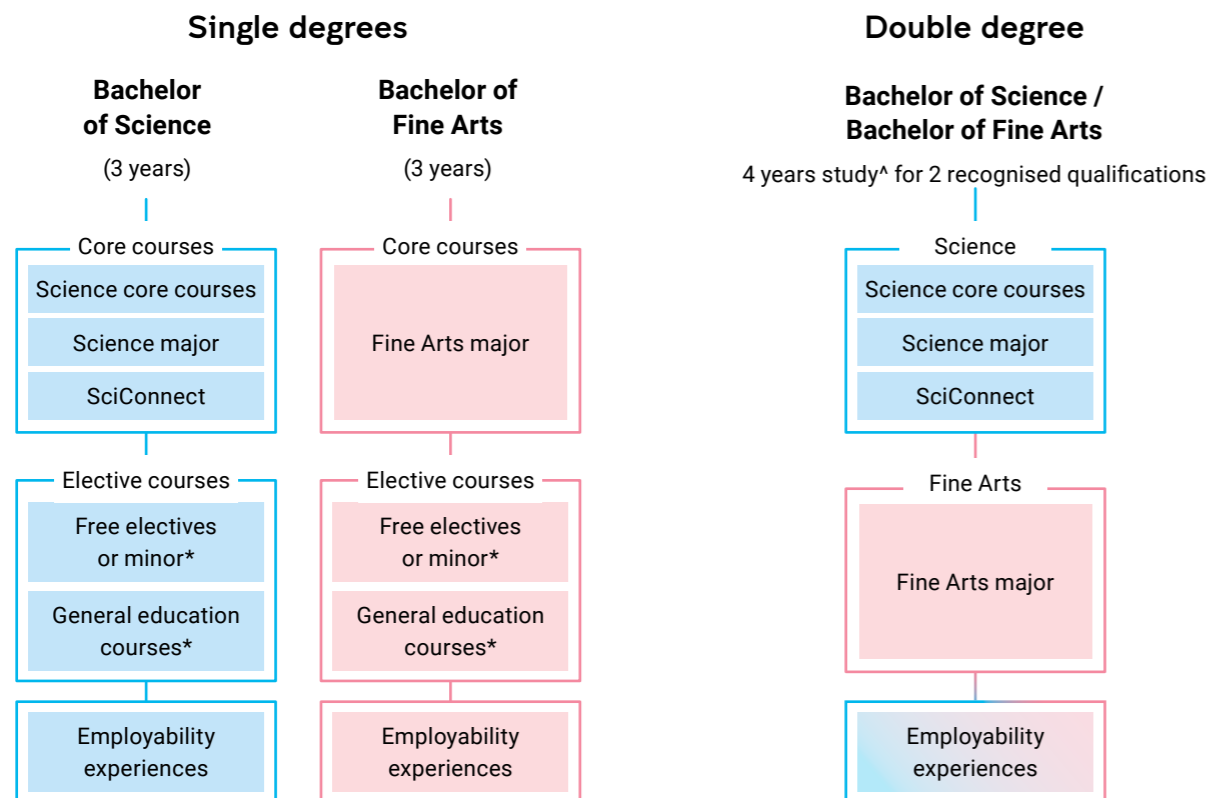 Single degrees
Bachelor
of Science
(3 years)
Core courses
Science core courses
Science major
SciConnect
Elective courses
Free electives
or minor*
General education
courses*
Employability
experiences
Bachelor of
Fine Arts
(3 years)
Core courses
Fine Arts major
Elective courses
Free electives
or minor*
General education
courses*
Employability
experiences
Double degree
Bachelor of Science /
Bachelor of Fine Arts
4 years study^ for 2 recognised qualifications
Science
Science core courses
Science major
SciConnect
Fine Arts
Fine Arts major
Employability
experiences